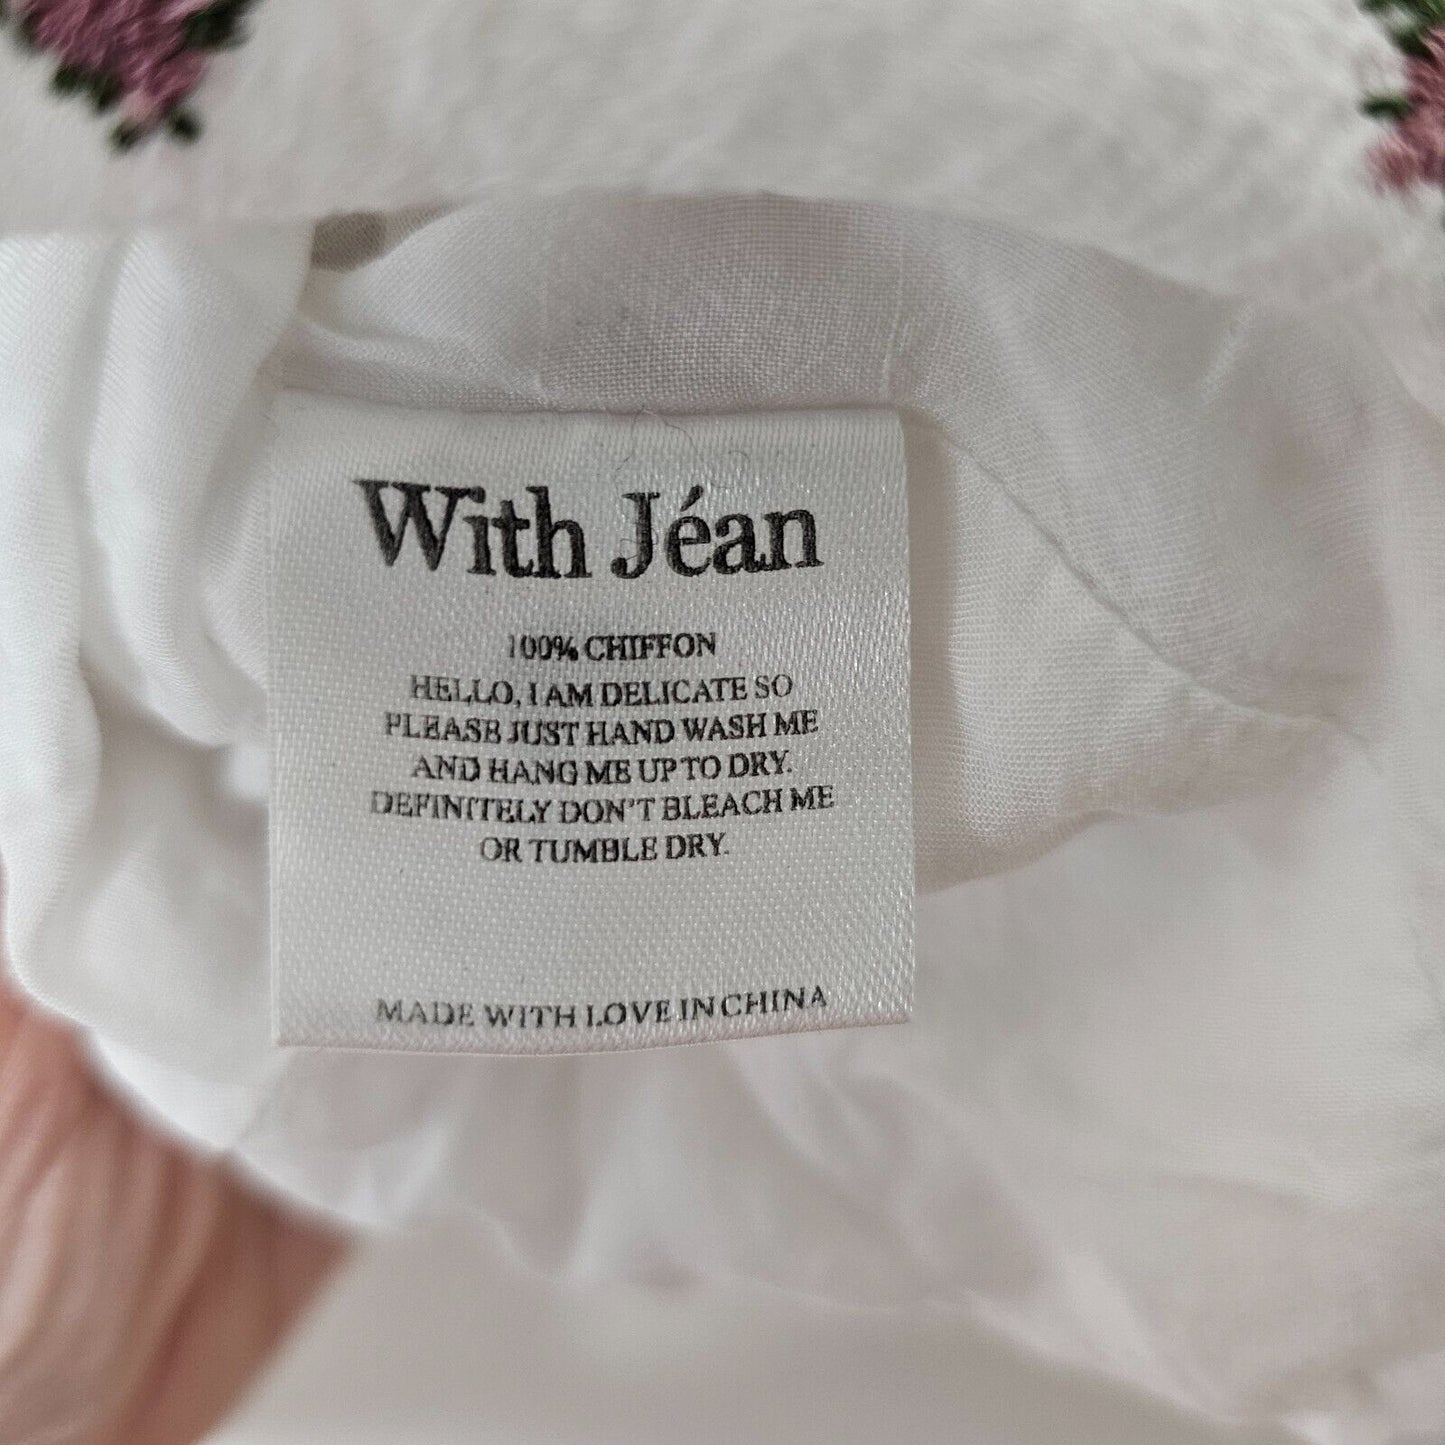 With Jéan
100% CHIFFON
HELLO, I AM DELICATE SO
PLEASE JUST HAND WASH ME
AND HANG ME UP TO DRY.
DEFINITELY DON'T BLEACH ME
OR TUMBLE DRY.
MADE WITH LOVE IN CHINA